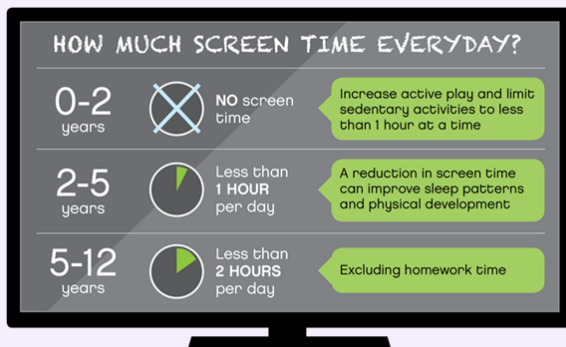 HOW MUCH SCREEN TIME EVERYDAY?
0-2
years
NO screen
time
Increase active play and limit
sedentary activities to less
than 1 hour at a time
2-5
years
Less than
1 HOUR
per day
A reduction in screen time
can improve sleep patterns
and physical development
5-12
years
Less than
2 HOURS
per day
Excluding homework time